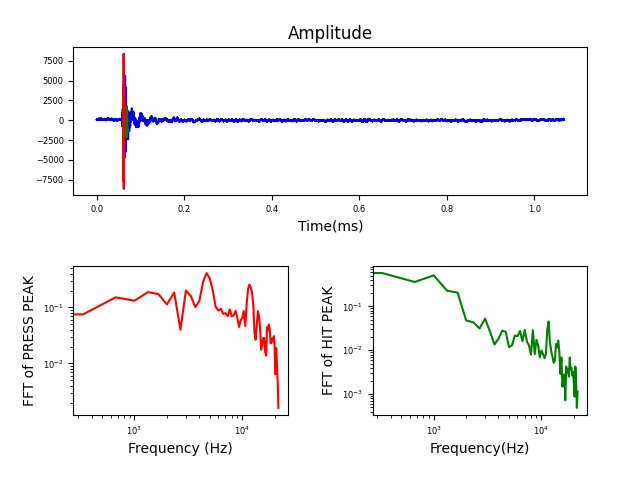 Amplitude
7500
5000
2500
0
−2500
−5000
−7500
0.0 0.2 0.4 0.6 0.8 1.0
Time(ms)
FFT of PRESS PEAK
10⁻¹
10⁻²
10³ 10⁴
Frequency (Hz)
FFT of HIT PEAK
10⁻¹
10⁻²
10⁻³
10³ 10⁴
Frequency(Hz)